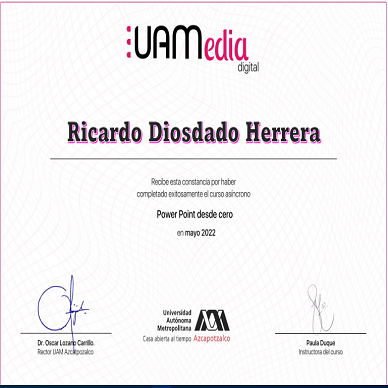 UAMedia
digital
Ricardo Diosdado Herrera
Recibe esta constancia por haber
completado exitosamente el curso asíncrono
Power Point desde cero
en mayo 2022
Dr. Oscar Lozano Carrillo.
Rector UAM Azcapozalco
Universidad
Autónoma
Metropolitana
Casa abierta al tiempo Azcapotzalco
Paula Duque
Instructora del curso